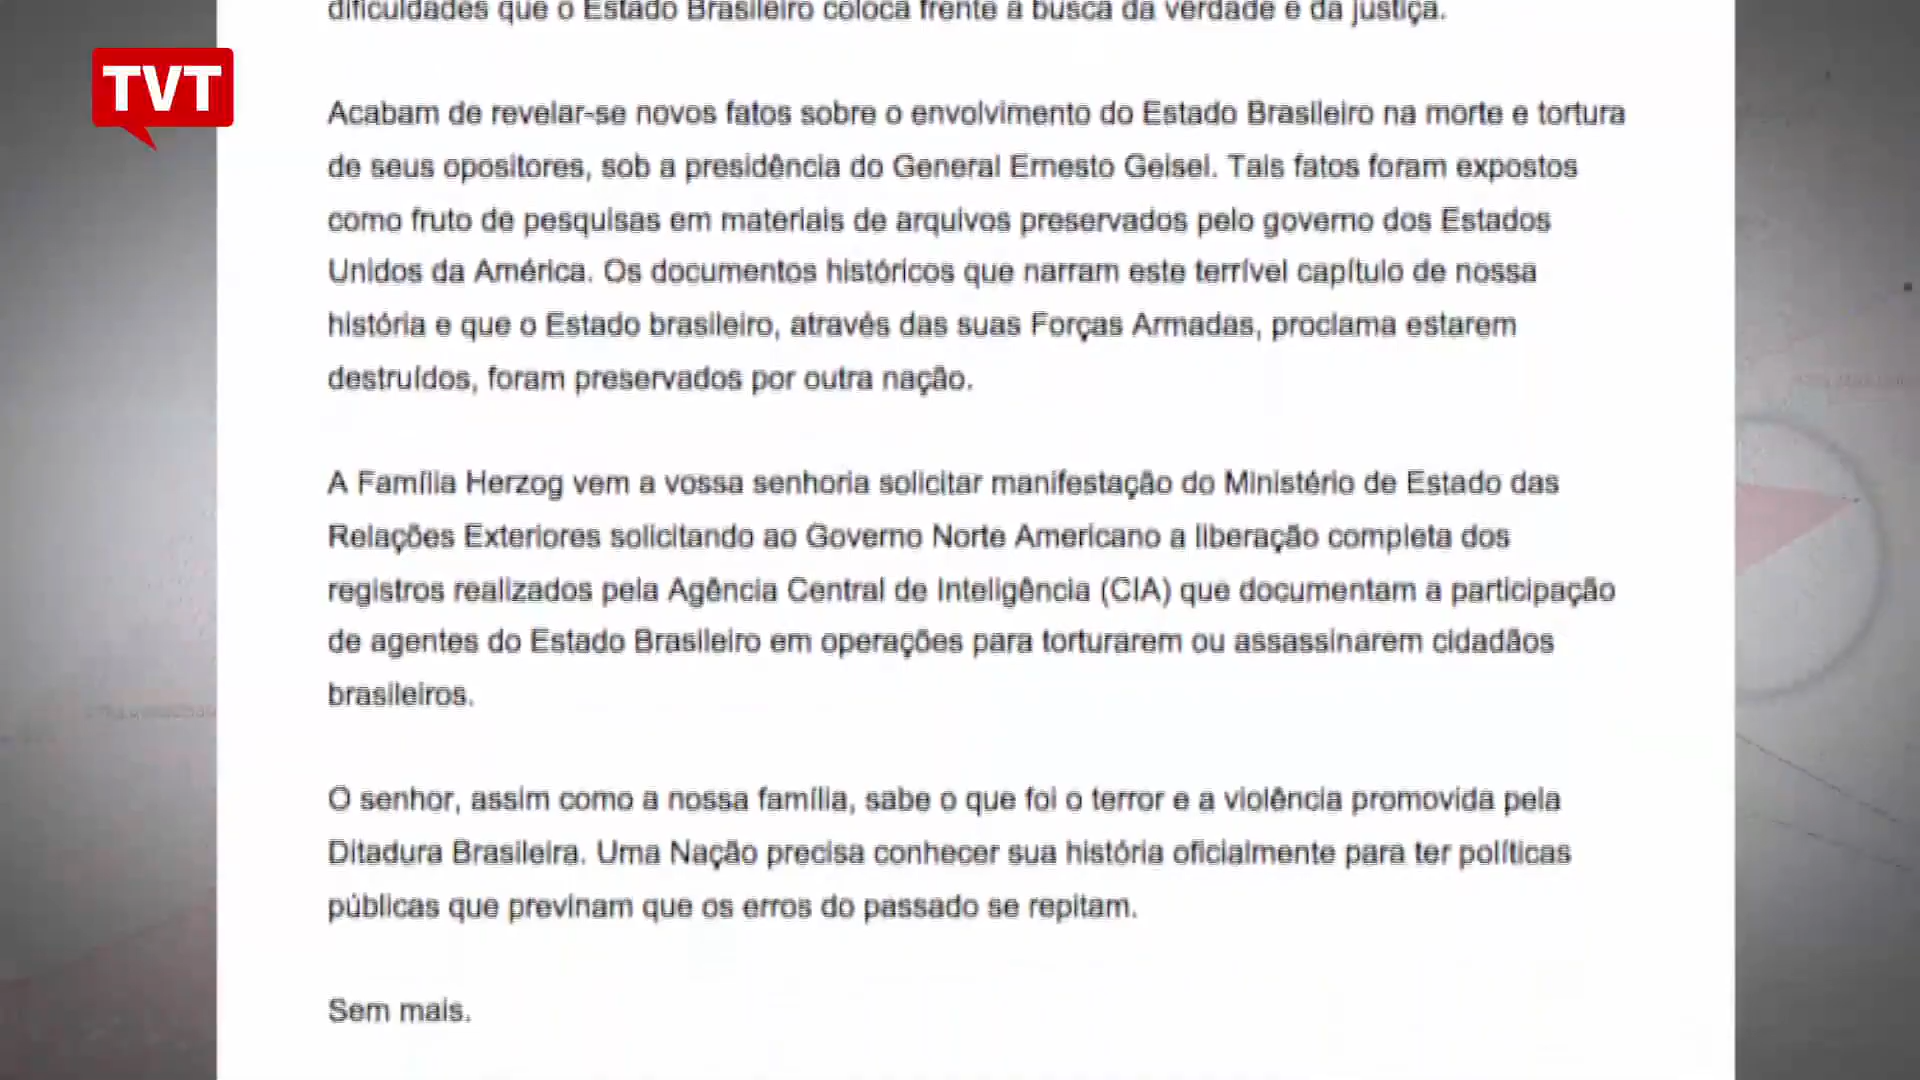 dificuldades que o Estado Brasileiro coloca frente a busca da verdade e da justiça.
TVT
Acabam de revelar-se novos fatos sobre o envolvimento do Estado Brasileiro na morte e tortura
de seus opositores, sob a presidência do General Ernesto Geisel. Tais fatos foram expostos
como fruto de pesquisas em materiais de arquivos preservados pelo governo dos Estados
Unidos da América. Os documentos históricos que narram este terrível capítulo de nossa
história e que o Estado brasileiro, através das suas Forças Armadas, proclama estarem
destruídos, foram preservados por outra nação.
A Família Herzog vem a vossa senhoria solicitar manifestação do Ministério de Estado das
Relações Exteriores solicitando ao Governo Norte Americano a liberação completa dos
registros realizados pela Agência Central de Inteligência (CIA) que documentam a participação
de agentes do Estado Brasileiro em operações para torturarem ou assassinarem cidadãos
brasileiros.
O senhor, assim como a nossa família, sabe o que foi o terror e a violência promovida pela
Ditadura Brasileira. Uma Nação precisa conhecer sua história oficialmente para ter políticas
públicas que previnam que os erros do passado se repitam.
Sem mais.